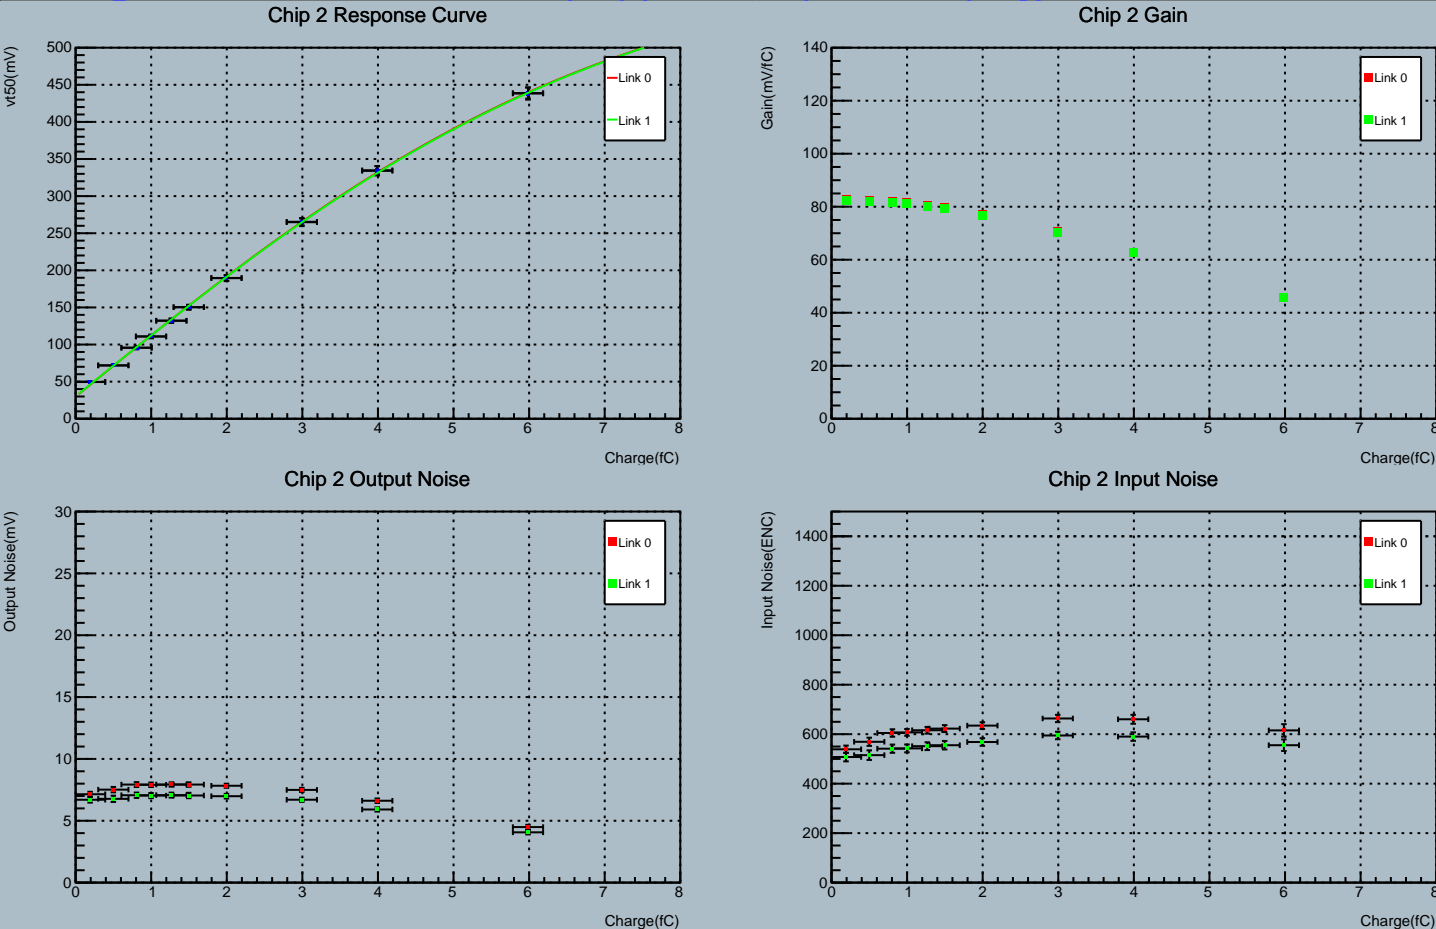 Chip 2 Response Curve
vt50(mV)
500
450
400
350
300
250
200
150
100
50
0
0 1 2 3 4 5 6 7 8
Charge(fC)
Link 0
Link 1
Chip 2 Gain
Gain(mV/fC)
140
120
100
80
60
40
20
0
0 1 2 3 4 5 6 7 8
Charge(fC)
Link 0
Link 1
Chip 2 Output Noise
Output Noise(mV)
30
25
20
15
10
5
0
0 1 2 3 4 5 6 7 8
Charge(fC)
Link 0
Link 1
Chip 2 Input Noise
Input Noise(ENC)
1400
1200
1000
800
600
400
200
0
0 1 2 3 4 5 6 7 8
Charge(fC)
Link 0
Link 1